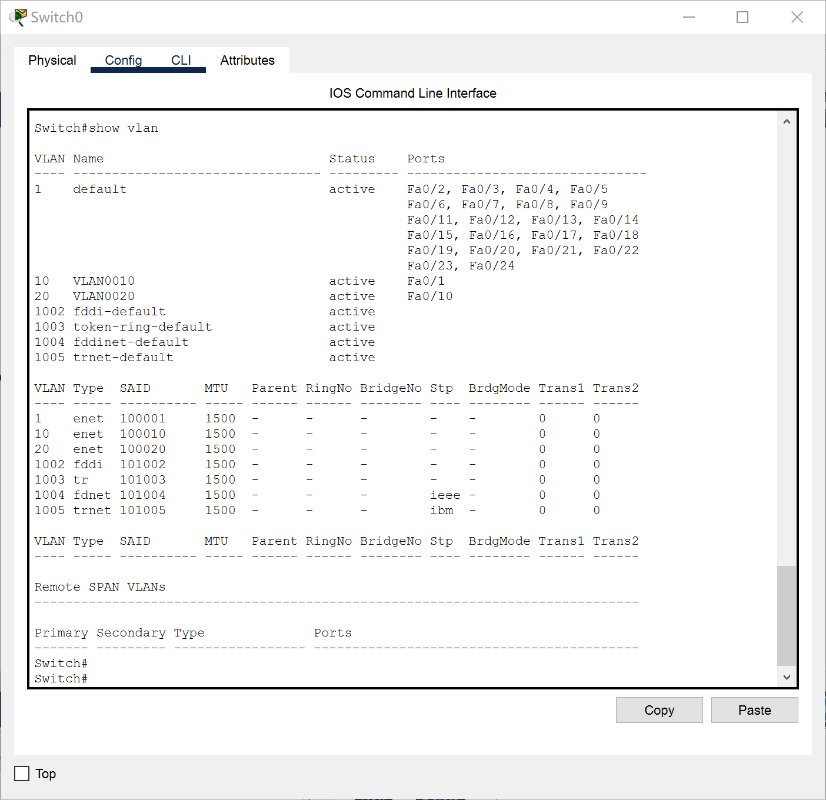 Switch0
Physical Config CLI Attributes
IOS Command Line Interface
Switch#show vlan
VLAN Name                             Status    Ports
---- -------------------------------- --------- -------------------------------
1    default                          active    Fa0/2, Fa0/3, Fa0/4, Fa0/5
                                                Fa0/6, Fa0/7, Fa0/8, Fa0/9
                                                Fa0/11, Fa0/12, Fa0/13, Fa0/14
                                                Fa0/15, Fa0/16, Fa0/17, Fa0/18
                                                Fa0/19, Fa0/20, Fa0/21, Fa0/22
                                                Fa0/23, Fa0/24
10   VLAN0010                         active    Fa0/1
20   VLAN0020                         active    Fa0/10
1002 fddi-default                     active
1003 token-ring-default               active
1004 fddinet-default                  active
1005 trnet-default                    active
VLAN Type  SAID       MTU   Parent RingNo BridgeNo Stp  BrdgMode Trans1 Trans2
---- ----- ---------- ----- ------ ------ -------- ---- -------- ------ ------
1    enet  100001     1500  -      -      -        -    -        0      0
10   enet  100010     1500  -      -      -        -    -        0      0
20   enet  100020     1500  -      -      -        -    -        0      0
1002 fddi  101002     1500  -      -      -        -    -        0      0
1003 tr    101003     1500  -      -      -        -    -        0      0
1004 fdnet 101004     1500  -      -      -        ieee -        0      0
1005 trnet 101005     1500  -      -      -        ibm  -        0      0
VLAN Type  SAID       MTU   Parent RingNo BridgeNo Stp  BrdgMode Trans1 Trans2
---- ----- ---------- ----- ------ ------ -------- ---- -------- ------ ------
Remote SPAN VLANs
------------------------------------------------------------------------------
Primary Secondary Type              Ports
------- --------- ----------------- ------------------------------------------
Switch#
Switch#
Copy Paste
Top